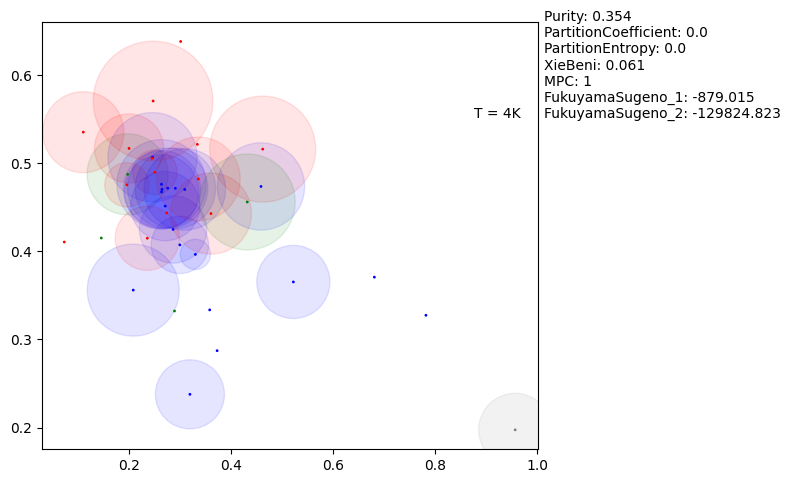 Purity: 0.354
PartitionCoefficient: 0.0
PartitionEntropy: 0.0
XieBeni: 0.061
MPC: 1
FukuyamaSugeno_1: -879.015
FukuyamaSugeno_2: -129824.823
T = 4K
0.6
0.5
0.4
0.3
0.2
0.2 0.4 0.6 0.8 1.0